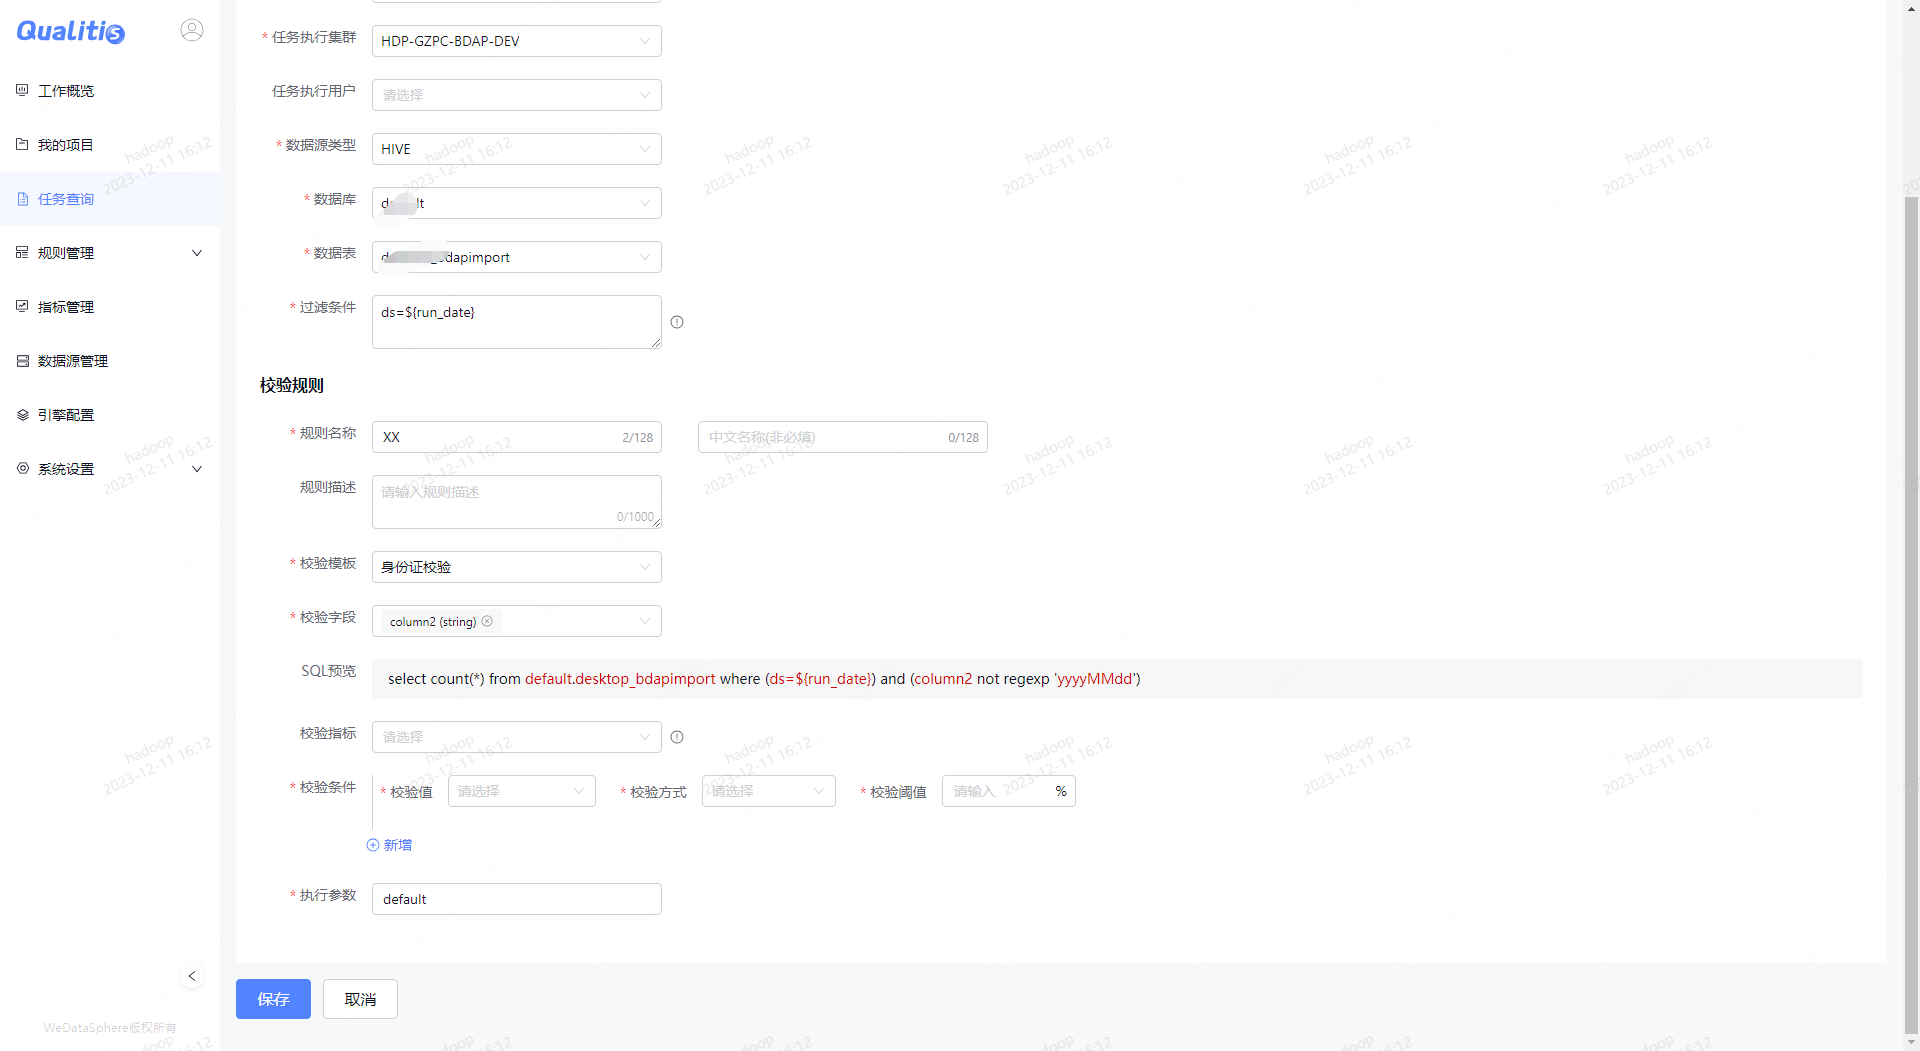 Qualitis
工作概览
我的项目
任务查询
规则管理
指标管理
数据源管理
引擎配置
系统设置
WeDataSphere版权所有
* 任务执行集群 HDP-GZPC-BDAP-DEV
任务执行用户 请选择
* 数据源类型 HIVE
* 数据库
* 数据表 dapimport
* 过滤条件 ds=${run_date}
校验规则
* 规则名称 XX 2/128 中文名称(非必填) 0/128
规则描述 请输入规则描述 0/1000
* 校验模板 身份证校验
* 校验字段 column2 (string)
SQL预览 select count(*) from default.desktop_bdapimport where (ds=${run_date}) and (column2 not regexp 'yyyyMMdd')
校验指标 请选择
* 校验条件 * 校验值 请选择 * 校验方式 请选择 * 校验阈值 请输入 %
新增
* 执行参数 default
保存 取消
hadoop
2023-12-11 16:12